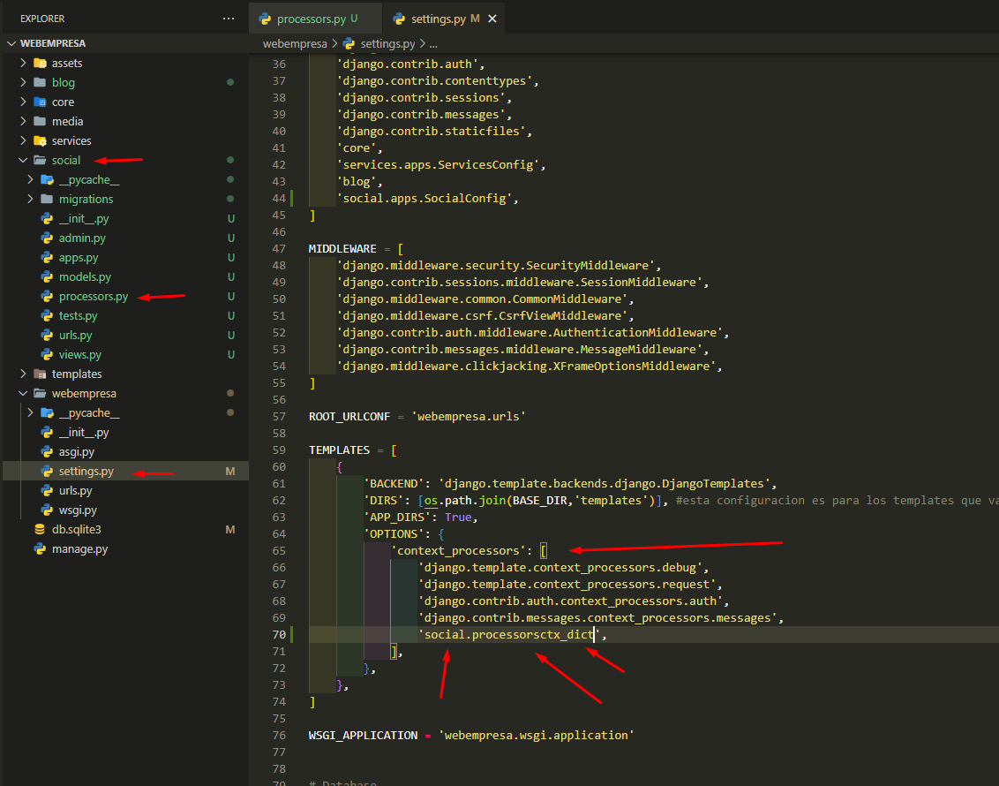 EXPLORER
...
WEBEMPRESA
assets
blog
core
media
services
social
__pycache__
migrations
__init__.py U
admin.py U
apps.py U
models.py U
processors.py U
tests.py U
urls.py U
views.py U
templates
webempresa
__pycache__
__init__.py
asgi.py
settings.py M
urls.py
wsgi.py
db.sqlite3 M
manage.py
processors.py U
settings.py M
webempresa > settings.py > ...
36 'django.contrib.auth',
37 'django.contrib.contenttypes',
38 'django.contrib.sessions',
39 'django.contrib.messages',
40 'django.contrib.staticfiles',
41 'core',
42 'services.apps.ServicesConfig',
43 'blog',
44 'social.apps.SocialConfig',
45 ]
46
47 MIDDLEWARE = [
48 'django.middleware.security.SecurityMiddleware',
49 'django.contrib.sessions.middleware.SessionMiddleware',
50 'django.middleware.common.CommonMiddleware',
51 'django.middleware.csrf.CsrfViewMiddleware',
52 'django.contrib.auth.middleware.AuthenticationMiddleware',
53 'django.contrib.messages.middleware.MessageMiddleware',
54 'django.middleware.clickjacking.XFrameOptionsMiddleware',
55 ]
56
57 ROOT_URLCONF = 'webempresa.urls'
58
59 TEMPLATES = [
60 {
61 'BACKEND': 'django.template.backends.django.DjangoTemplates',
62 'DIRS': [os.path.join(BASE_DIR,'templates')], #esta configuracion es para los templates que va
63 'APP_DIRS': True,
64 'OPTIONS': {
65 'context_processors': [
66 'django.template.context_processors.debug',
67 'django.template.context_processors.request',
68 'django.contrib.auth.context_processors.auth',
69 'django.contrib.messages.context_processors.messages',
70 'social.processorsctx_dict',
71 ],
72 },
73 },
74 ]
75
76 WSGI_APPLICATION = 'webempresa.wsgi.application'
77
78
79 # Database